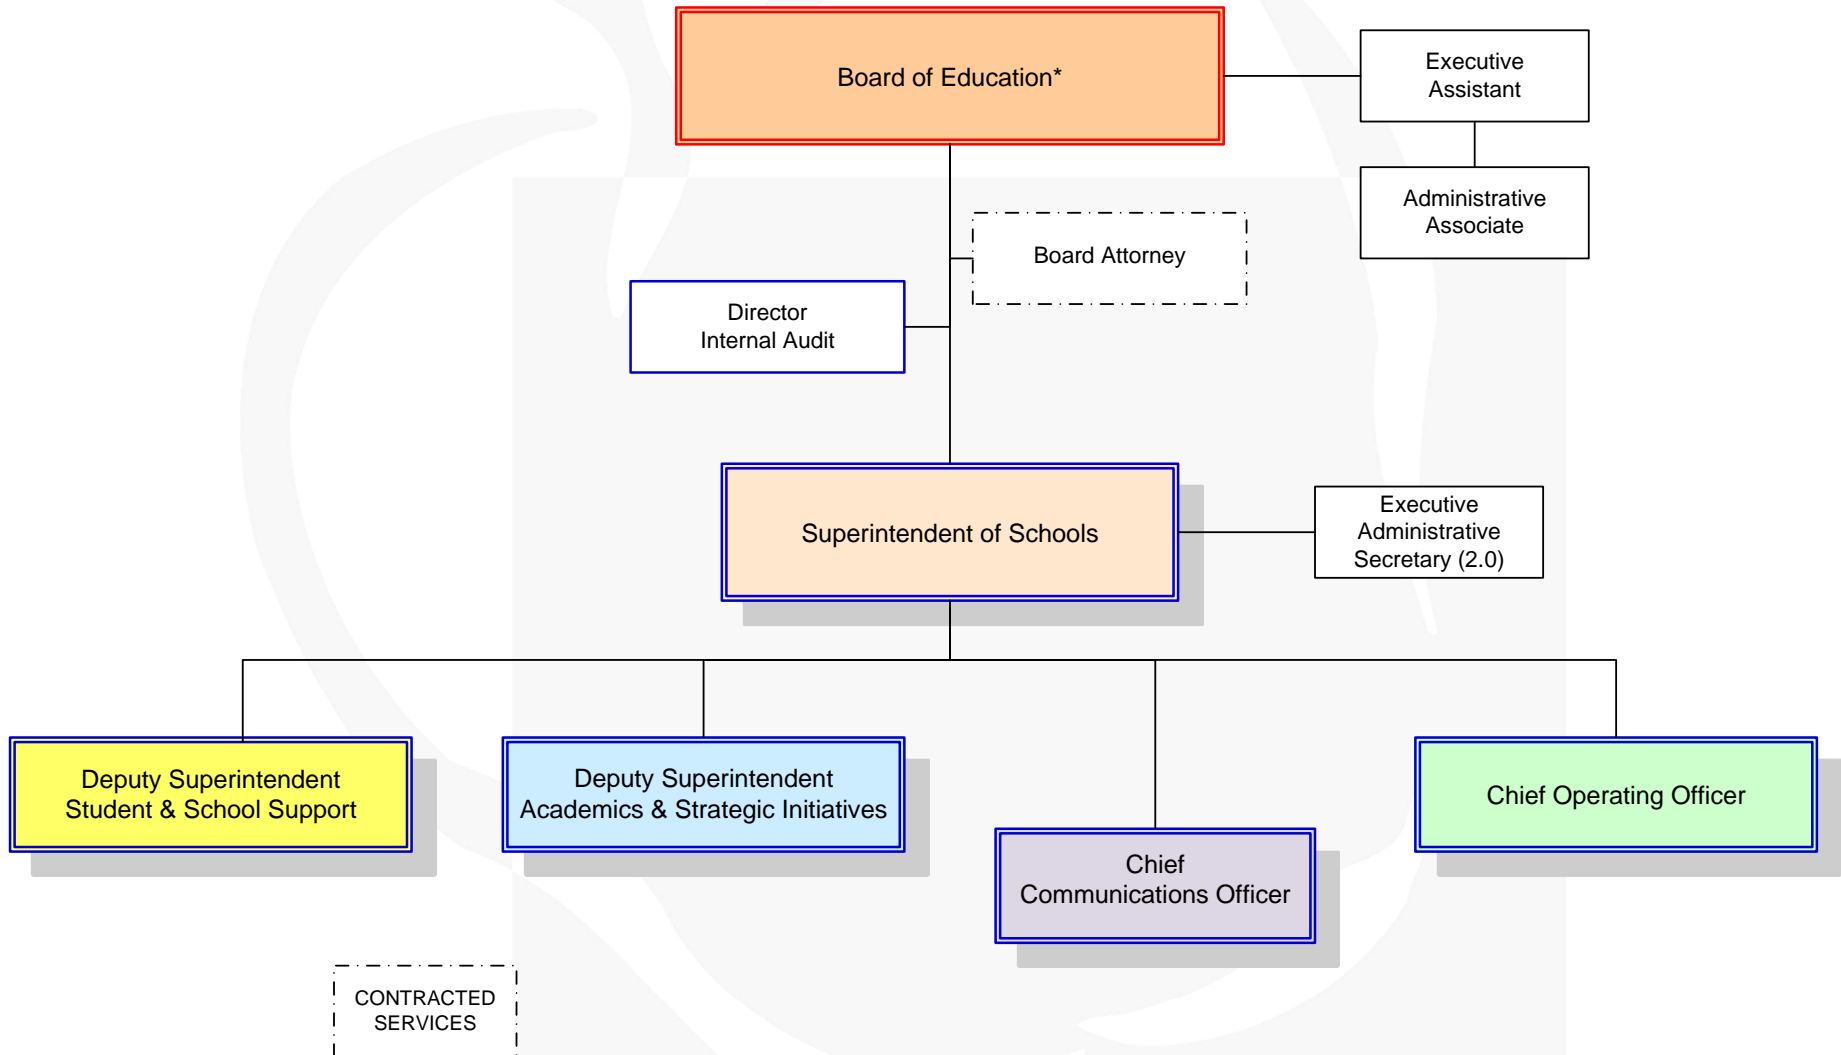 Board of Education*
Executive
Assistant
Administrative
Associate
Board Attorney
Director
Internal Audit
Superintendent of Schools
Executive
Administrative
Secretary (2.0)
Deputy Superintendent
Student & School Support
Deputy Superintendent
Academics & Strategic Initiatives
Chief
Communications Officer
Chief Operating Officer
CONTRACTED
SERVICES